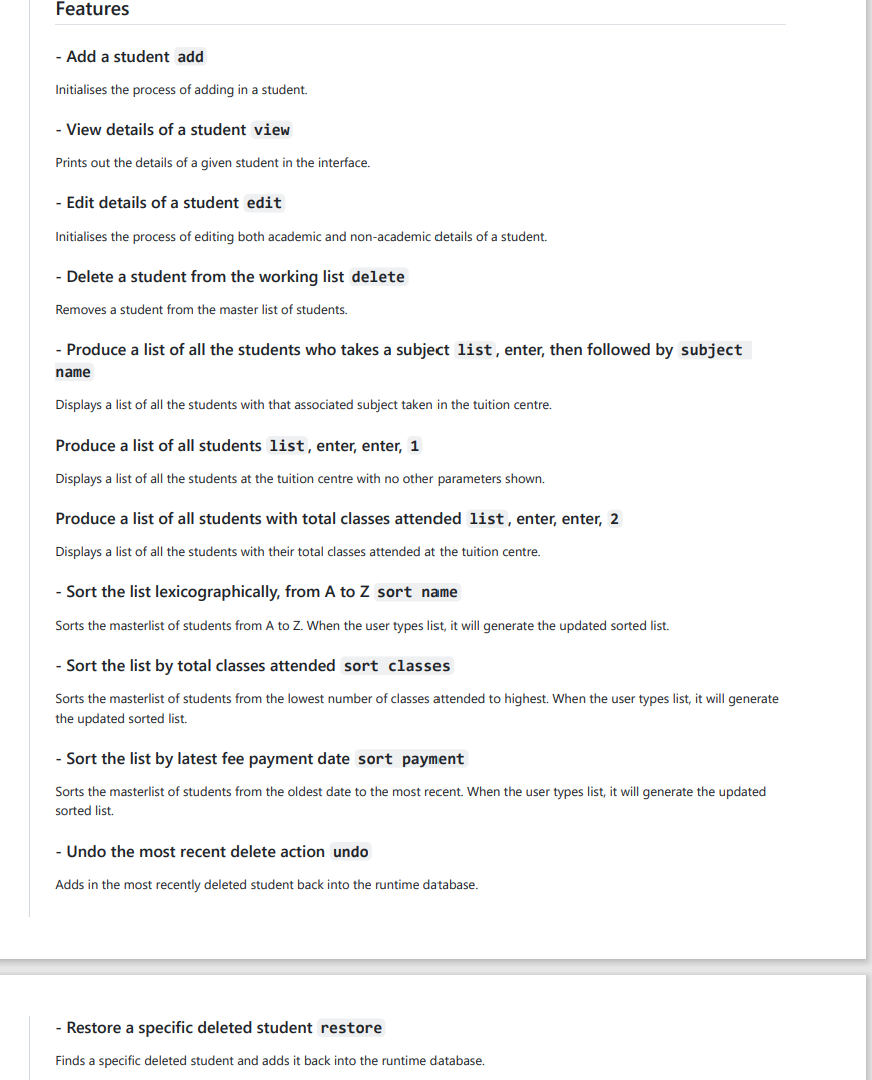 Features
- Add a student add
Initialises the process of adding in a student.
- View details of a student view
Prints out the details of a given student in the interface.
- Edit details of a student edit
Initialises the process of editing both academic and non-academic details of a student.
- Delete a student from the working list delete
Removes a student from the master list of students.
- Produce a list of all the students who takes a subject list, enter, then followed by subject
name
Displays a list of all the students with that associated subject taken in the tuition centre.
Produce a list of all students list, enter, enter, 1
Displays a list of all the students at the tuition centre with no other parameters shown.
Produce a list of all students with total classes attended list, enter, enter, 2
Displays a list of all the students with their total classes attended at the tuition centre.
- Sort the list lexicographically, from A to Z sort name
Sorts the masterlist of students from A to Z. When the user types list, it will generate the updated sorted list.
- Sort the list by total classes attended sort classes
Sorts the masterlist of students from the lowest number of classes attended to highest. When the user types list, it will generate
the updated sorted list.
- Sort the list by latest fee payment date sort payment
Sorts the masterlist of students from the oldest date to the most recent. When the user types list, it will generate the updated
sorted list.
- Undo the most recent delete action undo
Adds in the most recently deleted student back into the runtime database.
- Restore a specific deleted student restore
Finds a specific deleted student and adds it back into the runtime database.